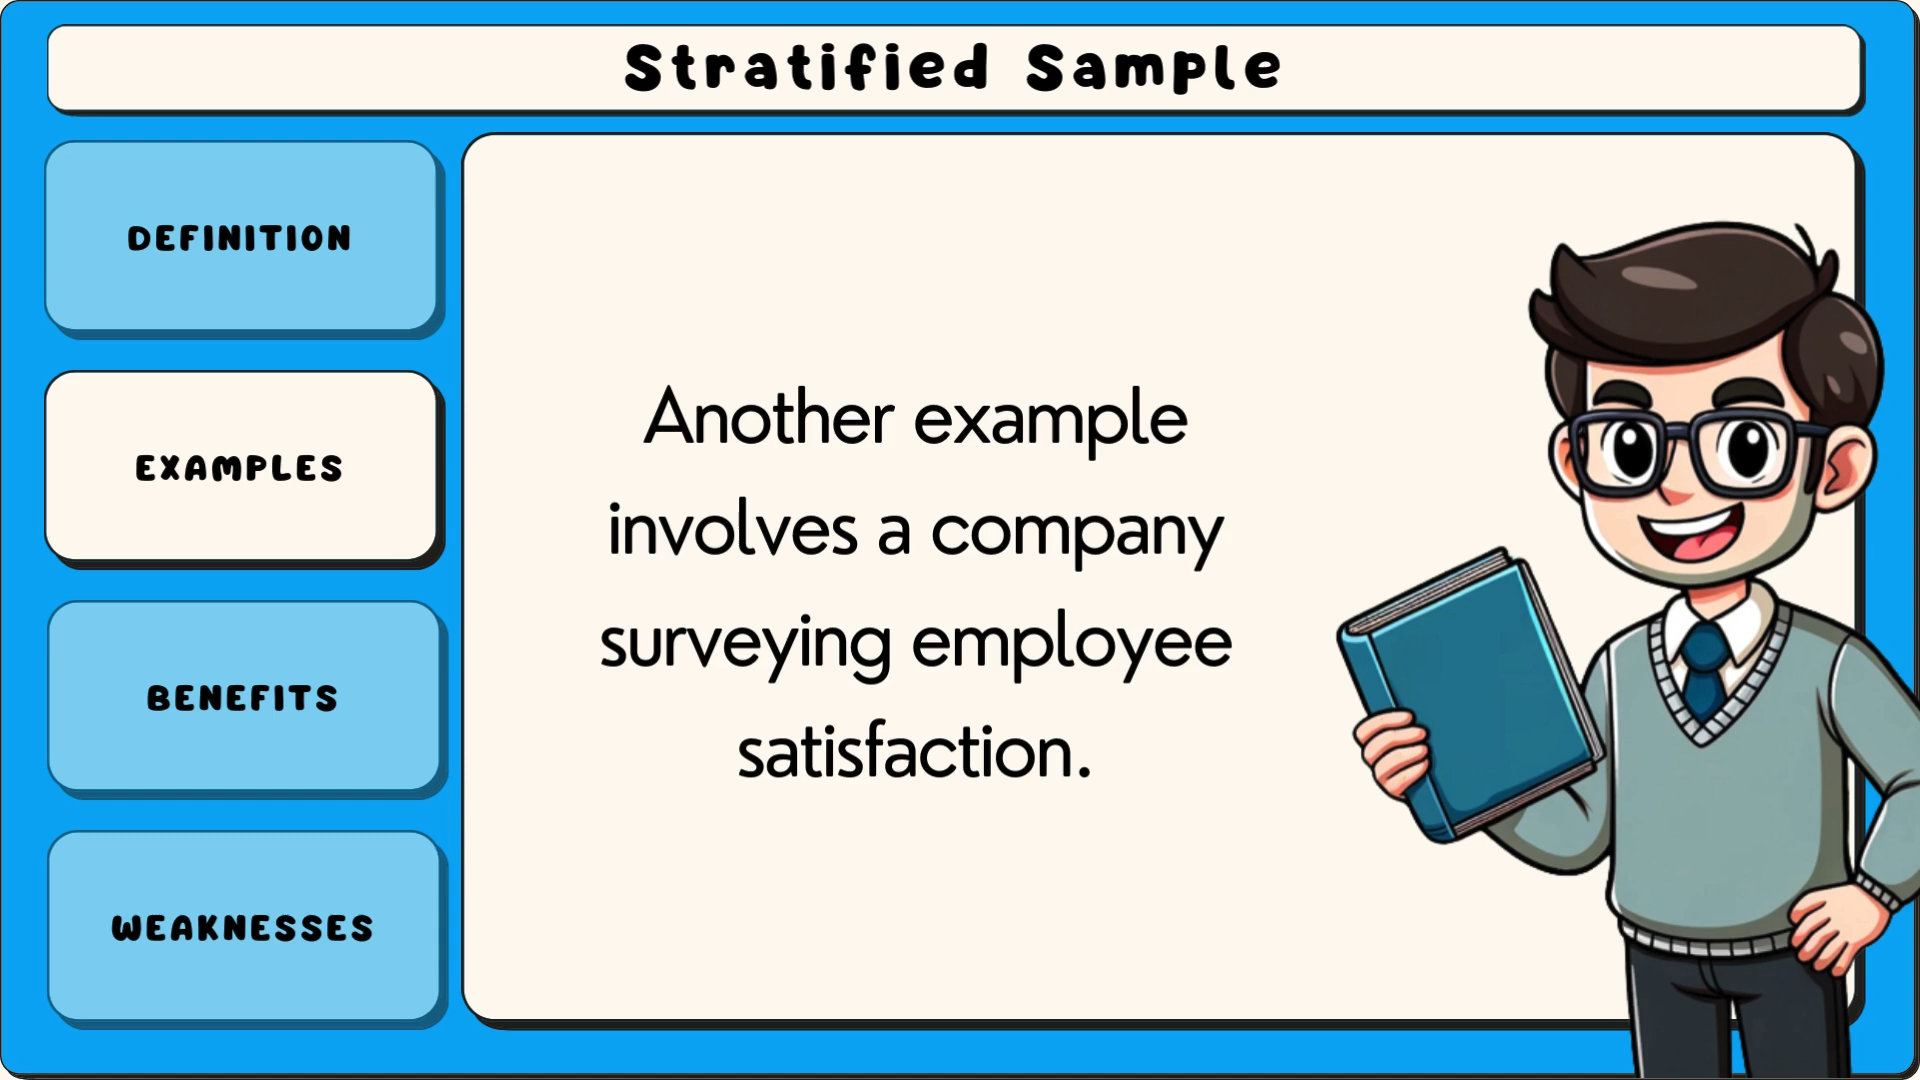 Stratified Sample
DEFINITION
EXAMPLES
BENEFITS
WEAKNESSES
Another example
involves a company
surveying employee
satisfaction.